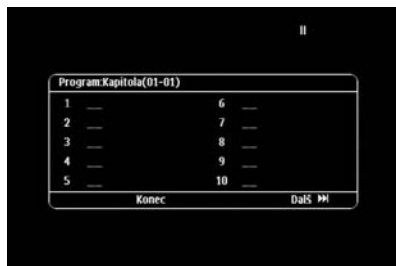 II
Program:Kapitola(01-01)
1 __ 6 __
2 __ 7 __
3 __ 8 __
4 __ 9 __
5 __ 10 __
Konec Dalš ⏭